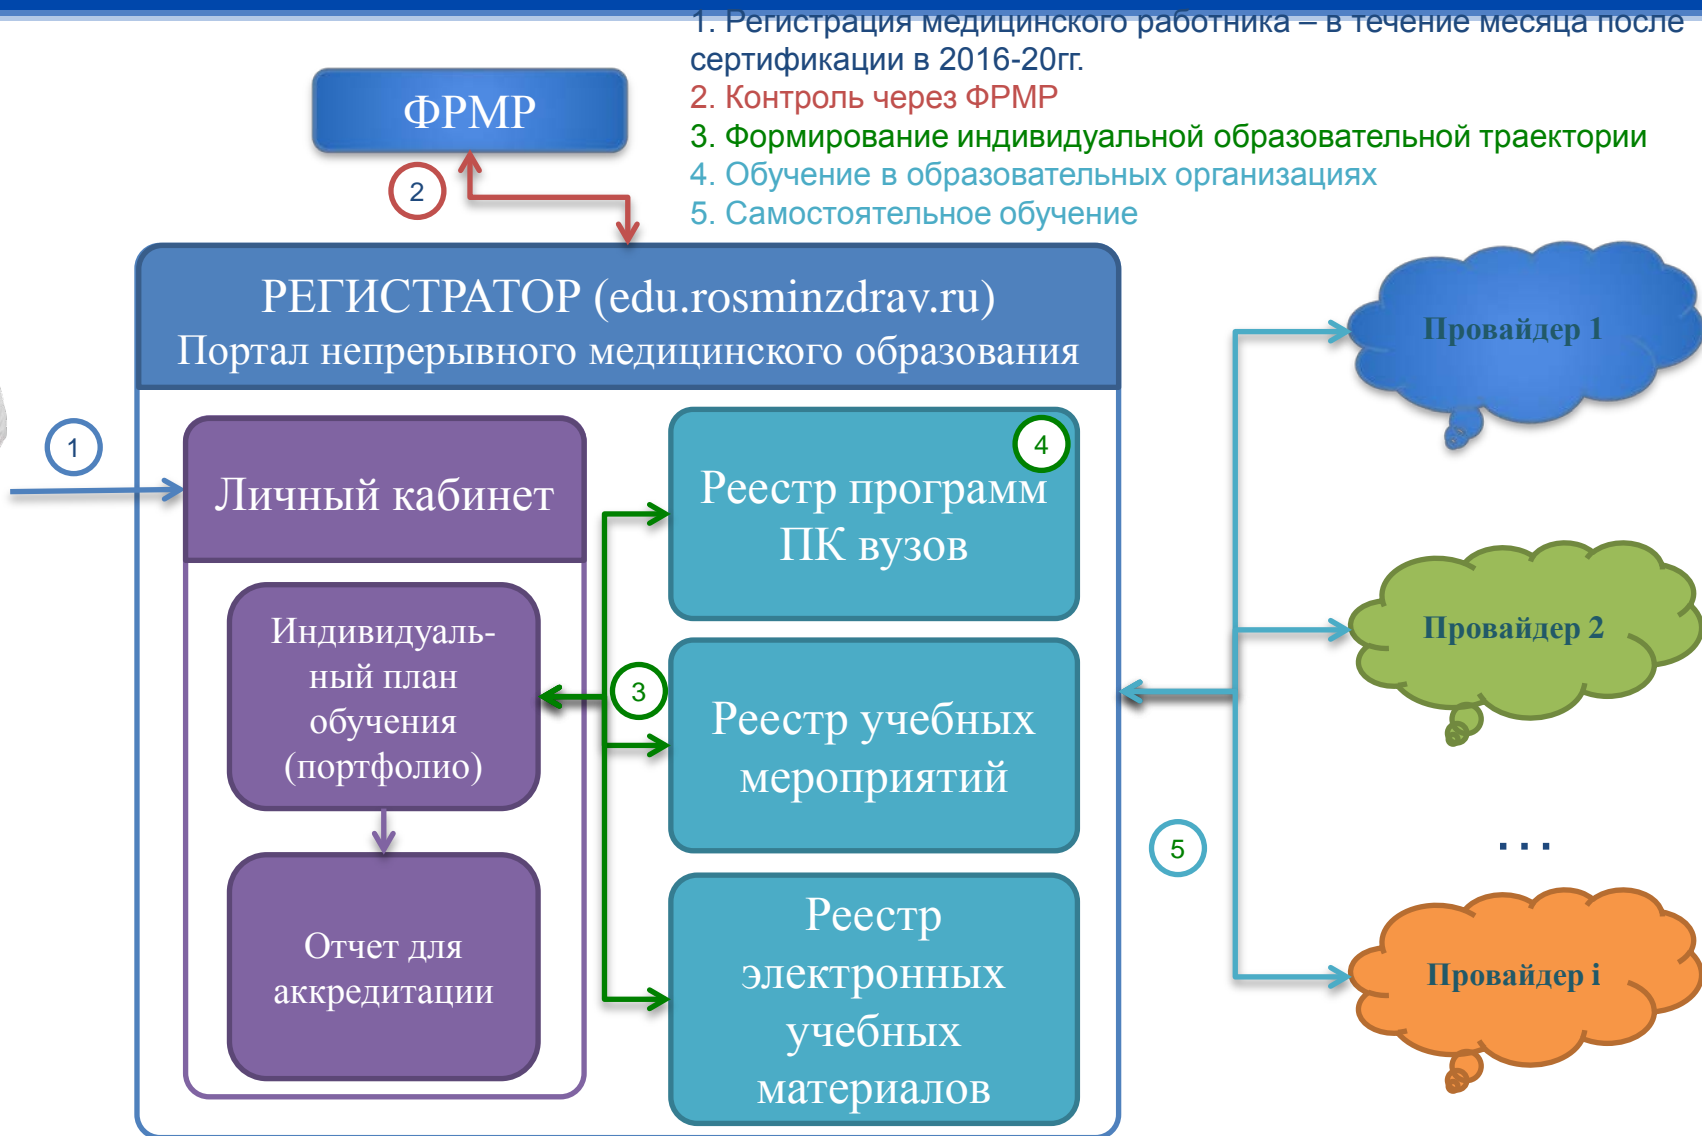 1. Регистрация медицинского работника – в течение месяца после
сертификации в 2016-20гг.
2. Контроль через ФРМР
3. Формирование индивидуальной образовательной траектории
4. Обучение в образовательных организациях
5. Самостоятельное обучение
ФРМР
2
РЕГИСТРАТОР (edu.rosminzdrav.ru)
Портал непрерывного медицинского образования
1
Личный кабинет
Индивидуаль-
ный план
обучения
(портфолио)
Отчет для
аккредитации
3
4
Реестр программ
ПК вузов
Реестр учебных
мероприятий
Реестр
электронных
учебных
материалов
5
Провайдер 1
Провайдер 2
...
Провайдер i